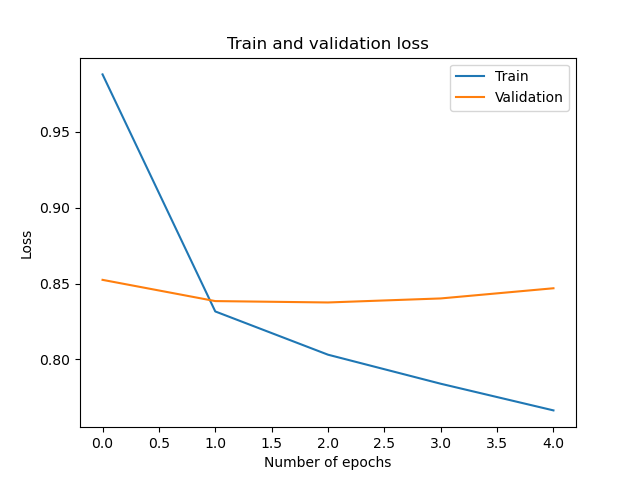 Train and validation loss
Train
Validation
0.95
0.90
0.85
0.80
Loss
0.0 0.5 1.0 1.5 2.0 2.5 3.0 3.5 4.0
Number of epochs